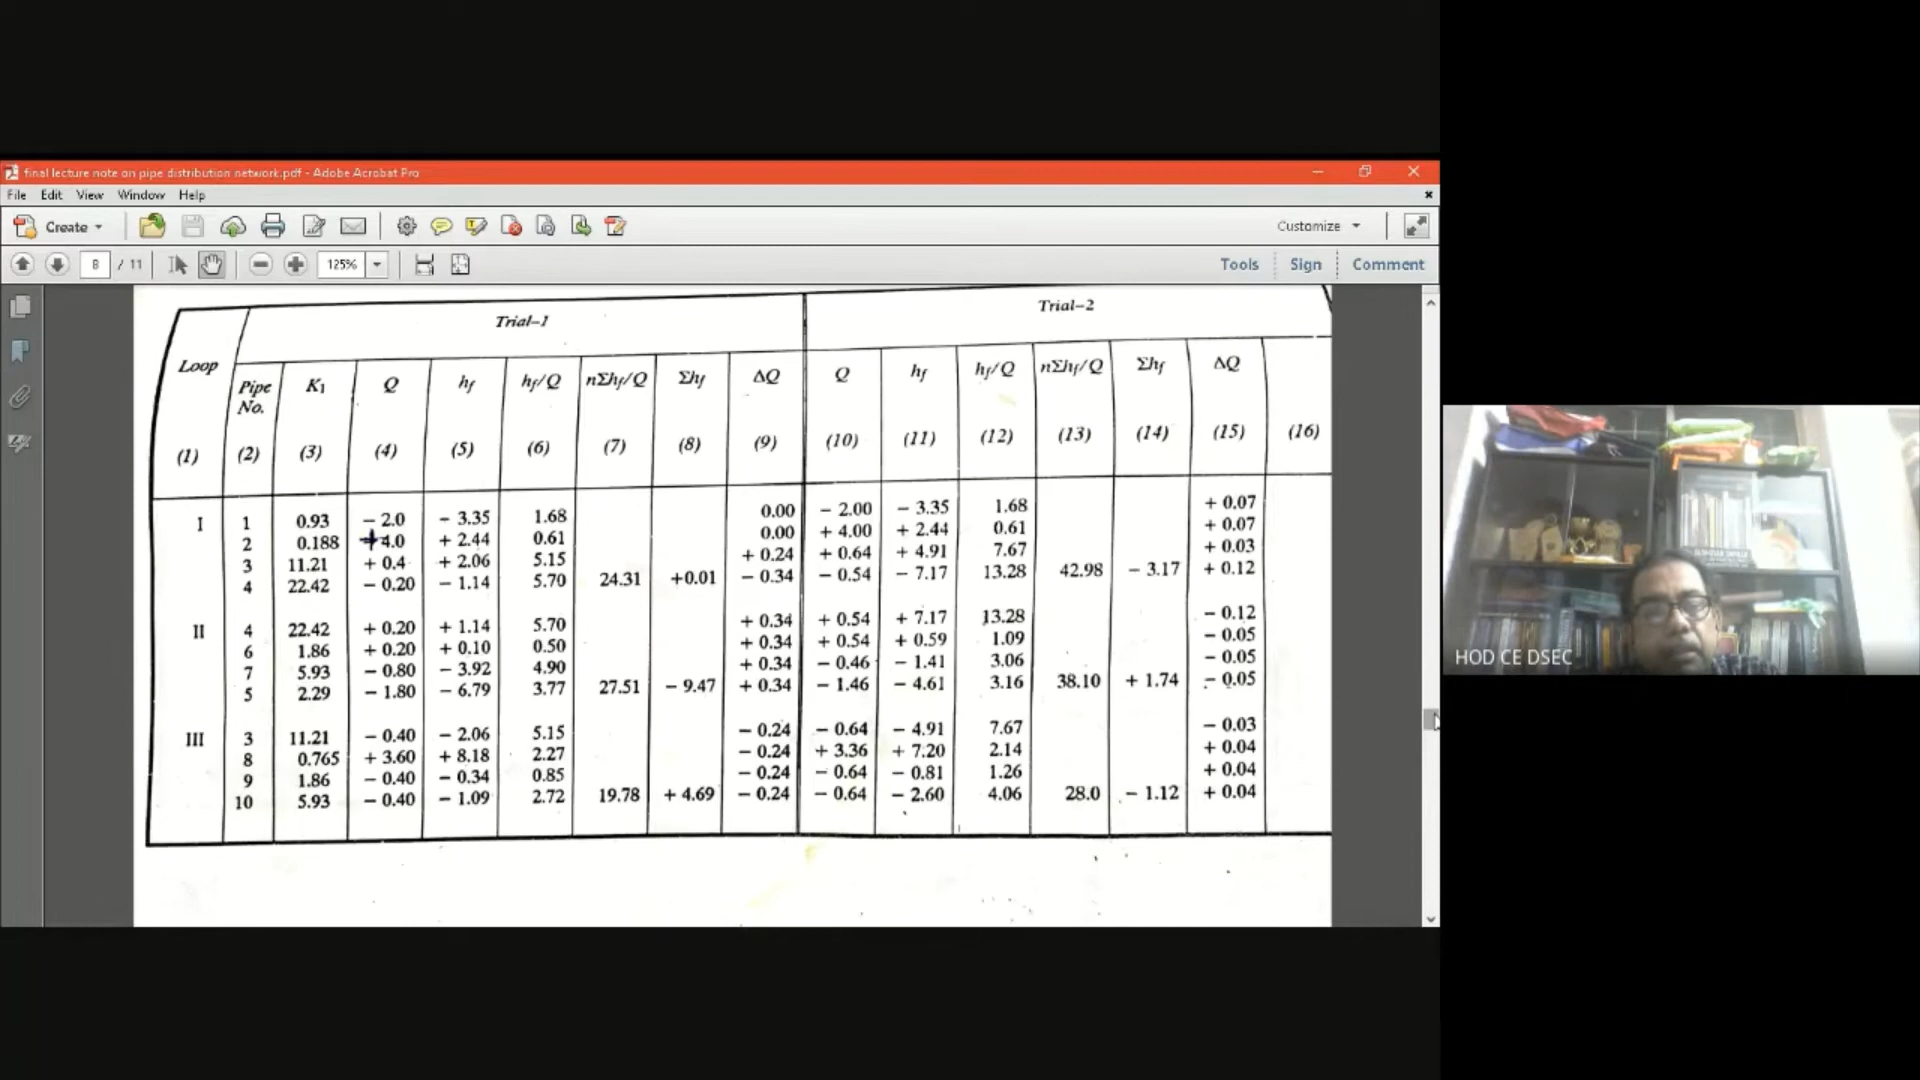 final lecture note on pipe distribution network.pdf - Adobe Acrobat Pro
File Edit View Window Help
Create Customize
8 / 11 125% Tools Sign Comment
Trial–1 Trial–2
Loop Pipe No. K1 Q hf hf/Q nΣhf/Q Σhf ΔQ Q hf hf/Q nΣhf/Q Σhf ΔQ
(1) (2) (3) (4) (5) (6) (7) (8) (9) (10) (11) (12) (13) (14) (15) (16)
I 1 0.93 – 2.0 – 3.35 1.68 0.00 – 2.00 – 3.35 1.68 + 0.07
2 0.188 + 4.0 + 2.44 0.61 0.00 + 4.00 + 2.44 0.61 + 0.07
3 11.21 + 0.4 + 2.06 5.15 + 0.24 + 0.64 + 4.91 7.67 + 0.03
4 22.42 – 0.20 – 1.14 5.70 24.31 +0.01 – 0.34 – 0.54 – 7.17 13.28 42.98 – 3.17 + 0.12
II 4 22.42 + 0.20 + 1.14 5.70 + 0.34 + 0.54 + 7.17 13.28 – 0.12
6 1.86 + 0.20 + 0.10 0.50 + 0.34 + 0.54 + 0.59 1.09 – 0.05
7 5.93 – 0.80 – 3.92 4.90 + 0.34 – 0.46 – 1.41 3.06 – 0.05
5 2.29 – 1.80 – 6.79 3.77 27.51 – 9.47 + 0.34 – 1.46 – 4.61 3.16 38.10 + 1.74 – 0.05
III 3 11.21 – 0.40 – 2.06 5.15 – 0.24 – 0.64 – 4.91 7.67 – 0.03
8 0.765 + 3.60 + 8.18 2.27 – 0.24 + 3.36 + 7.20 2.14 + 0.04
9 1.86 – 0.40 – 0.34 0.85 – 0.24 – 0.64 – 0.81 1.26 + 0.04
10 5.93 – 0.40 – 1.09 2.72 19.78 + 4.69 – 0.24 – 0.64 – 2.60 4.06 28.0 – 1.12 + 0.04
HOD CE DSEC